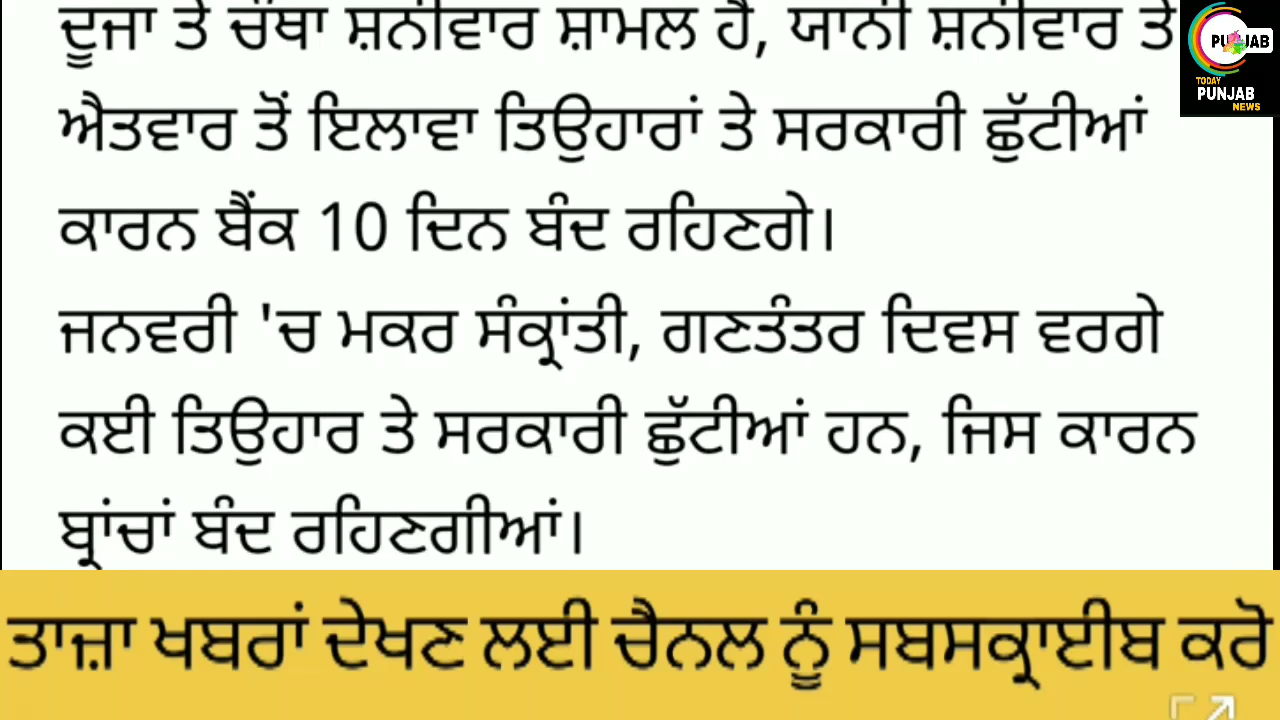 ਦੂਜਾ ਤੇ ਚੌਥਾ ਸ਼ਨੀਵਾਰ ਸ਼ਾਮਲ ਹੈ, ਯਾਨੀ ਸ਼ਨੀਵਾਰ ਤੇ
ਐਤਵਾਰ ਤੋਂ ਇਲਾਵਾ ਤਿਉਹਾਰਾਂ ਤੇ ਸਰਕਾਰੀ ਛੁੱਟੀਆਂ
ਕਾਰਨ ਬੈਂਕ 10 ਦਿਨ ਬੰਦ ਰਹਿਣਗੇ।
ਜਨਵਰੀ 'ਚ ਮਕਰ ਸੰਕ੍ਰਾਂਤੀ, ਗਣਤੰਤਰ ਦਿਵਸ ਵਰਗੇ
ਕਈ ਤਿਉਹਾਰ ਤੇ ਸਰਕਾਰੀ ਛੁੱਟੀਆਂ ਹਨ, ਜਿਸ ਕਾਰਨ
ਬ੍ਰਾਂਚਾਂ ਬੰਦ ਰਹਿਣਗੀਆਂ।
ਤਾਜ਼ਾ ਖਬਰਾਂ ਦੇਖਣ ਲਈ ਚੈਨਲ ਨੂੰ ਸਬਸਕ੍ਰਾਈਬ ਕਰੋ
PUNJAB
TODAY
PUNJAB
NEWS